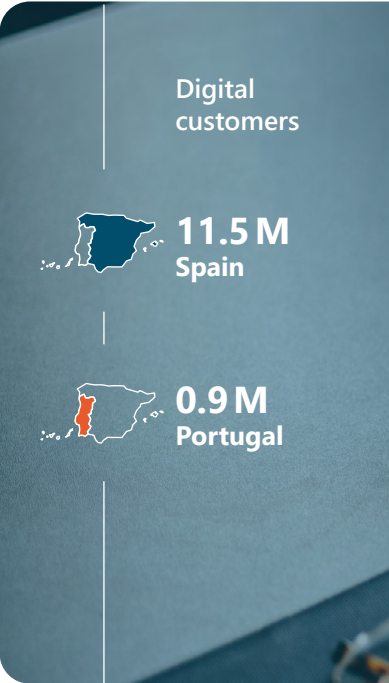 Digital
customers
11.5 M
Spain
0.9 M
Portugal